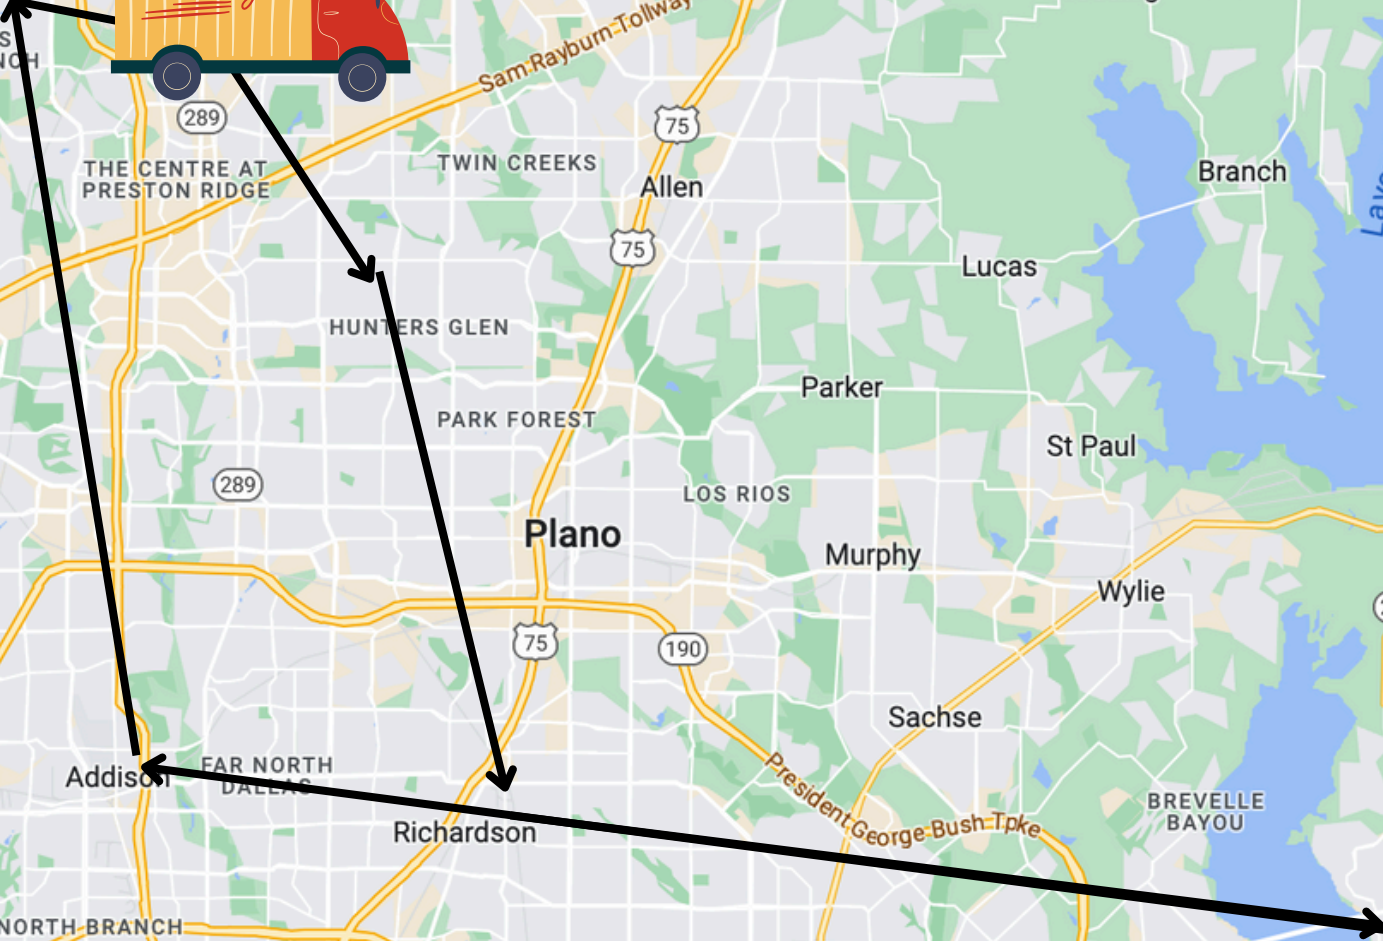 Sam Rayburn Tollway
NCH
289
75
THE CENTRE AT
PRESTON RIDGE
TWIN CREEKS
Allen
Branch
75
Lucas
HUNTERS GLEN
Parker
PARK FOREST
St Paul
289
LOS RIOS
Plano
Murphy
Wylie
75
190
Sachse
Addison
FAR NORTH
DALLAS
President George Bush Tpke
BREVELLE
BAYOU
Richardson
NORTH BRANCH